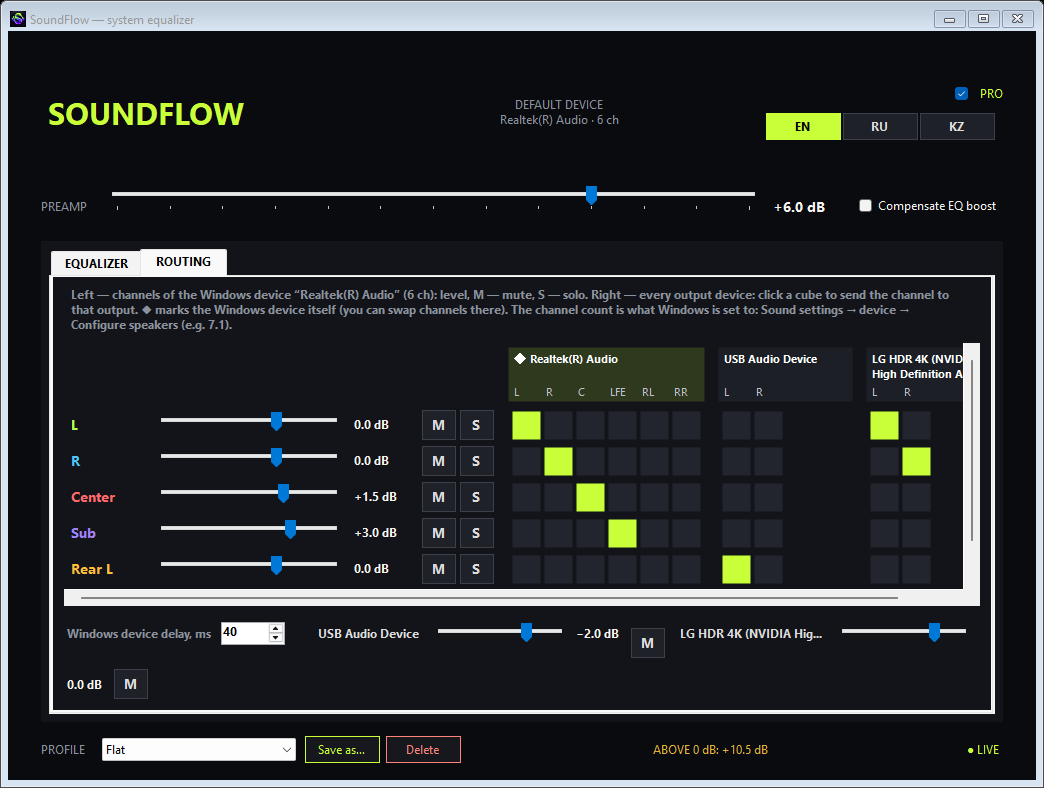 SoundFlow — system equalizer
SOUNDFLOW
DEFAULT DEVICE
Realtek(R) Audio · 6 ch
PRO
EN RU KZ
PREAMP +6.0 dB Compensate EQ boost
EQUALIZER ROUTING
Left — channels of the Windows device “Realtek(R) Audio” (6 ch): level, M — mute, S — solo. Right — every output device: click a cube to send the channel to
that output. ◆ marks the Windows device itself (you can swap channels there). The channel count is what Windows is set to: Sound settings → device →
Configure speakers (e.g. 7.1).
◆ Realtek(R) Audio USB Audio Device LG HDR 4K (NVID
High Definition A
L R C LFE RL RR L R L R
L 0.0 dB M S
R 0.0 dB M S
Center +1.5 dB M S
Sub +3.0 dB M S
Rear L 0.0 dB M S
Windows device delay, ms 40 USB Audio Device −2.0 dB M LG HDR 4K (NVIDIA Hig...
0.0 dB M
PROFILE Flat Save as... Delete ABOVE 0 dB: +10.5 dB ● LIVE